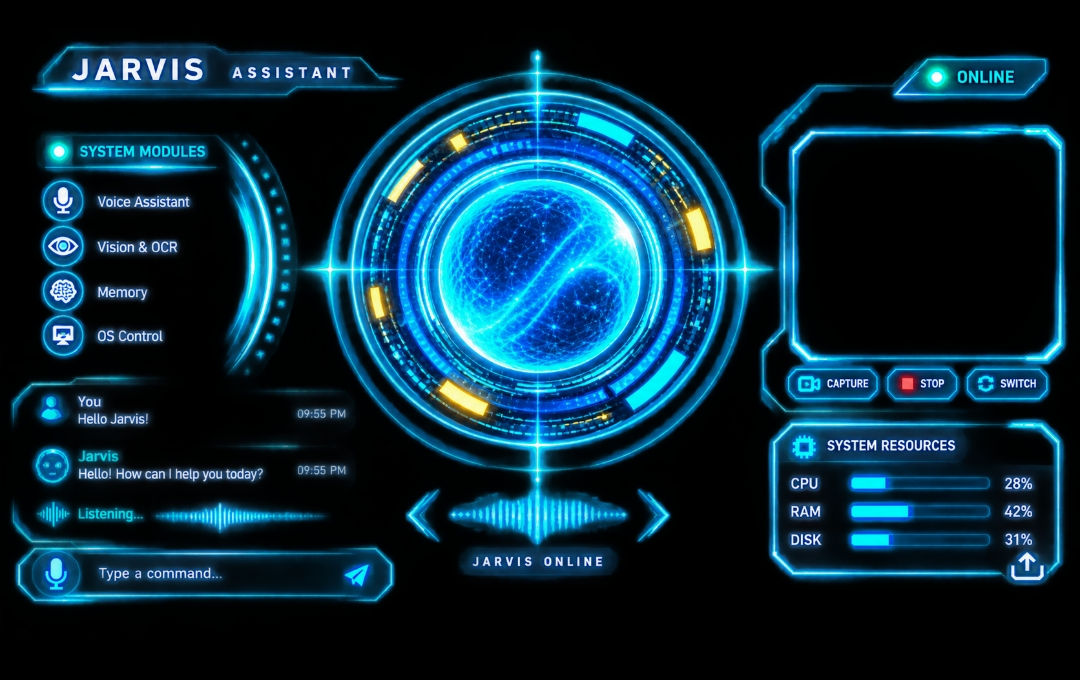 JARVIS ASSISTANT
ONLINE
SYSTEM MODULES
Voice Assistant
Vision & OCR
Memory
OS Control
You
Hello Jarvis!
09:55 PM
Jarvis
Hello! How can I help you today?
09:55 PM
Listening...
Type a command...
JARVIS ONLINE
CAPTURE
STOP
SWITCH
SYSTEM RESOURCES
CPU 28%
RAM 42%
DISK 31%